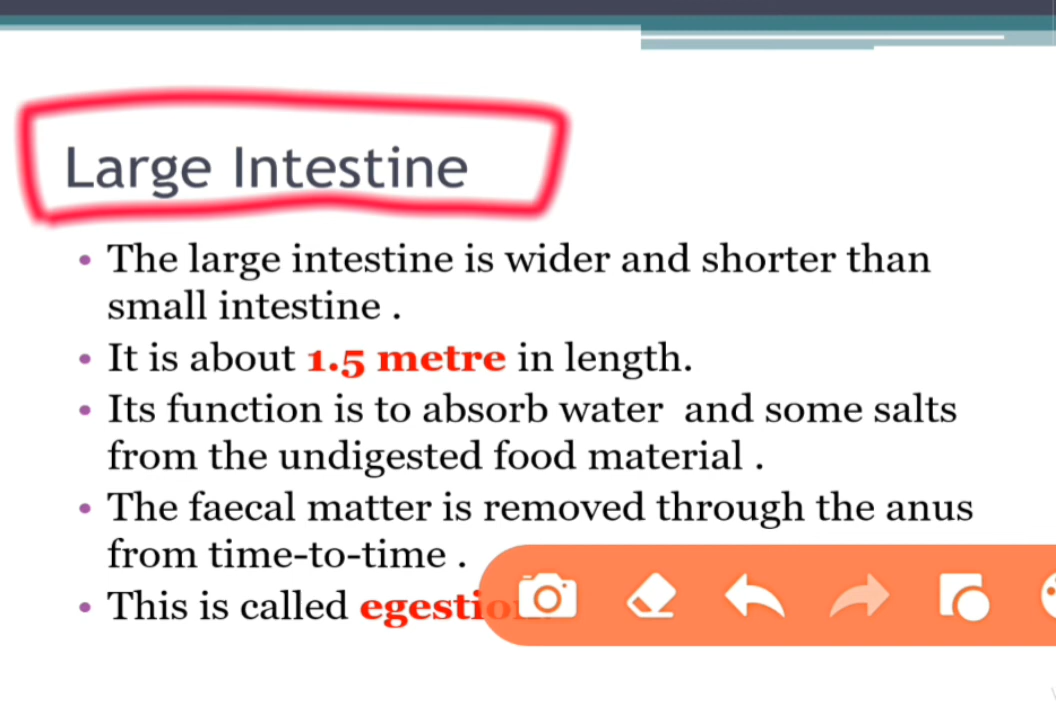 Large Intestine
• The large intestine is wider and shorter than
small intestine .
• It is about 1.5 metre in length.
• Its function is to absorb water and some salts
from the undigested food material .
• The faecal matter is removed through the anus
from time-to-time .
• This is called egestion.